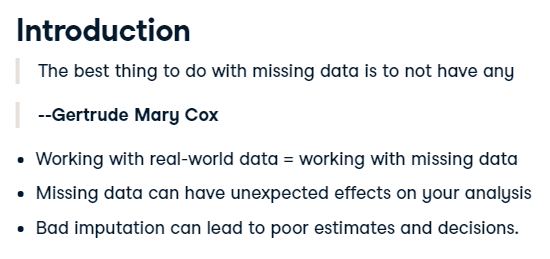 Introduction
The best thing to do with missing data is to not have any
--Gertrude Mary Cox
Working with real-world data = working with missing data
Missing data can have unexpected effects on your analysis
Bad imputation can lead to poor estimates and decisions.